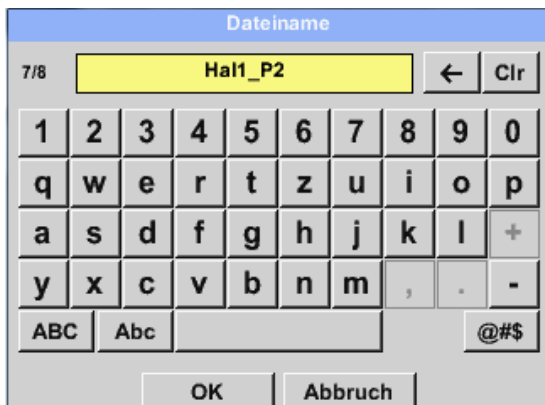 Dateiname
7/8 Hal1_P2 ← Clr
1 2 3 4 5 6 7 8 9 0
q w e r t z u i o p
a s d f g h j k l +
y x c v b n m , . -
ABC Abc @#$
OK Abbruch